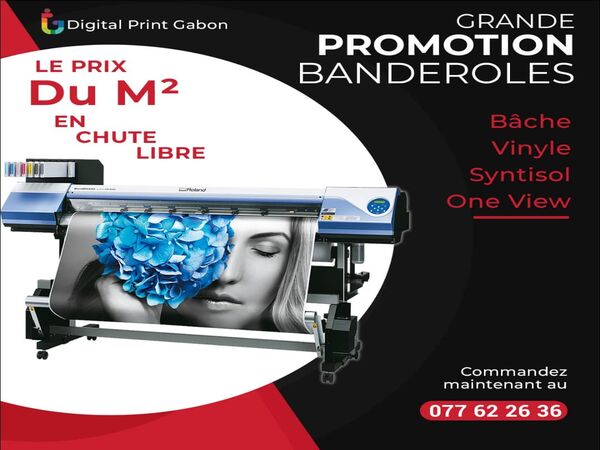 Digital Print Gabon
LE PRIX
Du M²
EN
CHUTE
LIBRE
GRANDE
PROMOTION
BANDEROLES
Bâche
Vinyle
Syntisol
One View
Roland
Commandez
maintenant au
077 62 26 36